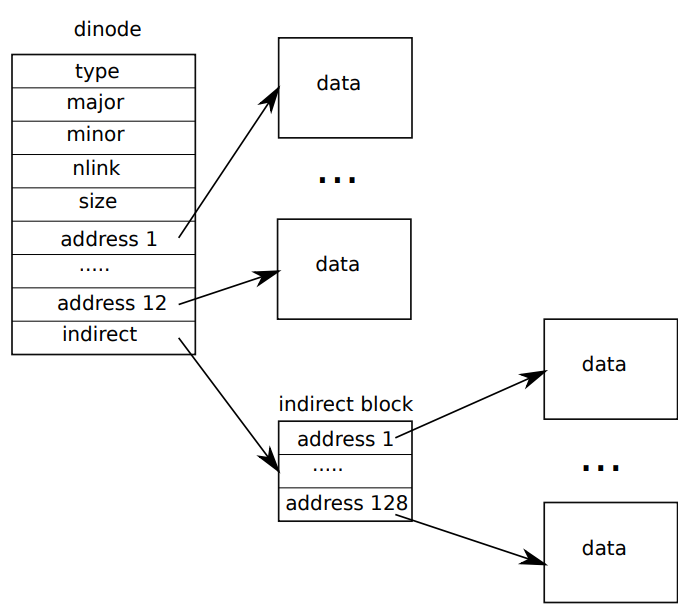 dinode
type
major
minor
nlink
size
address 1
.....
address 12
indirect
data
...
data
indirect block
address 1
.....
address 128
data
...
data